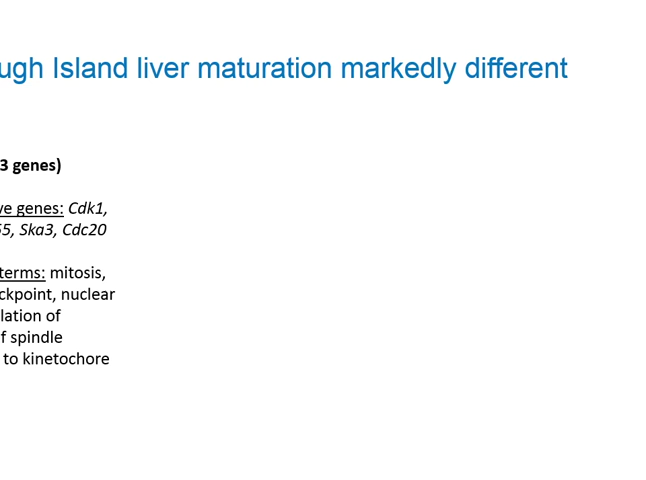 ugh Island liver maturation markedly different
3 genes)
ve genes: Cdk1,
5, Ska3, Cdc20
terms: mitosis,
ckpoint, nuclear
lation of
f spindle
to kinetochore